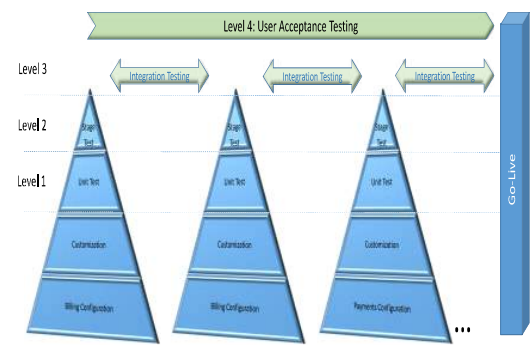 Level 4: User Acceptance Testing
Level 3
Integration Testing
Integration Testing
Integration Testing
Level 2
Stage
Test
Stage
Test
Stage
Test
Level 1
Unit Test
Unit Test
Unit Test
Customization
Customization
Customization
Billing Configuration
Billing Configuration
Payments Configuration
...
Go-Live